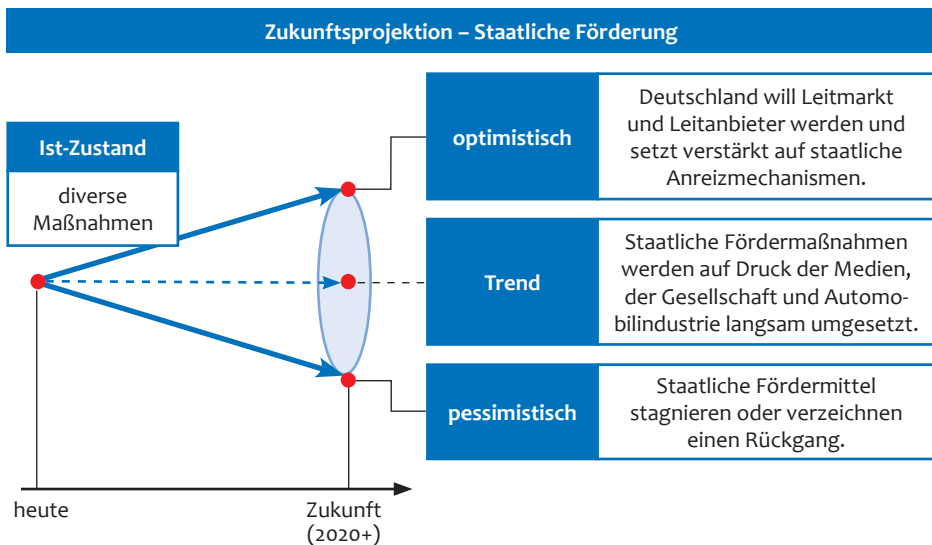 Zukunftsprojektion – Staatliche Förderung
Ist-Zustand
diverse
Maßnahmen
optimistisch
Deutschland will Leitmarkt
und Leitanbieter werden und
setzt verstärkt auf staatliche
Anreizmechanismen.
Trend
Staatliche Fördermaßnahmen
werden auf Druck der Medien,
der Gesellschaft und Automo-
bilindustrie langsam umgesetzt.
pessimistisch
Staatliche Fördermittel
stagnieren oder verzeichnen
einen Rückgang.
heute
Zukunft
(2020+)